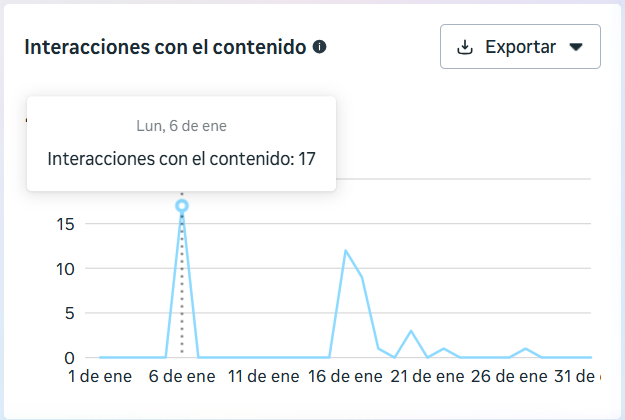 Interacciones con el contenido
Exportar
Lun, 6 de ene
Interacciones con el contenido: 17
15
10
5
0
1 de ene 6 de ene 11 de ene 16 de ene 21 de ene 26 de ene 31 de